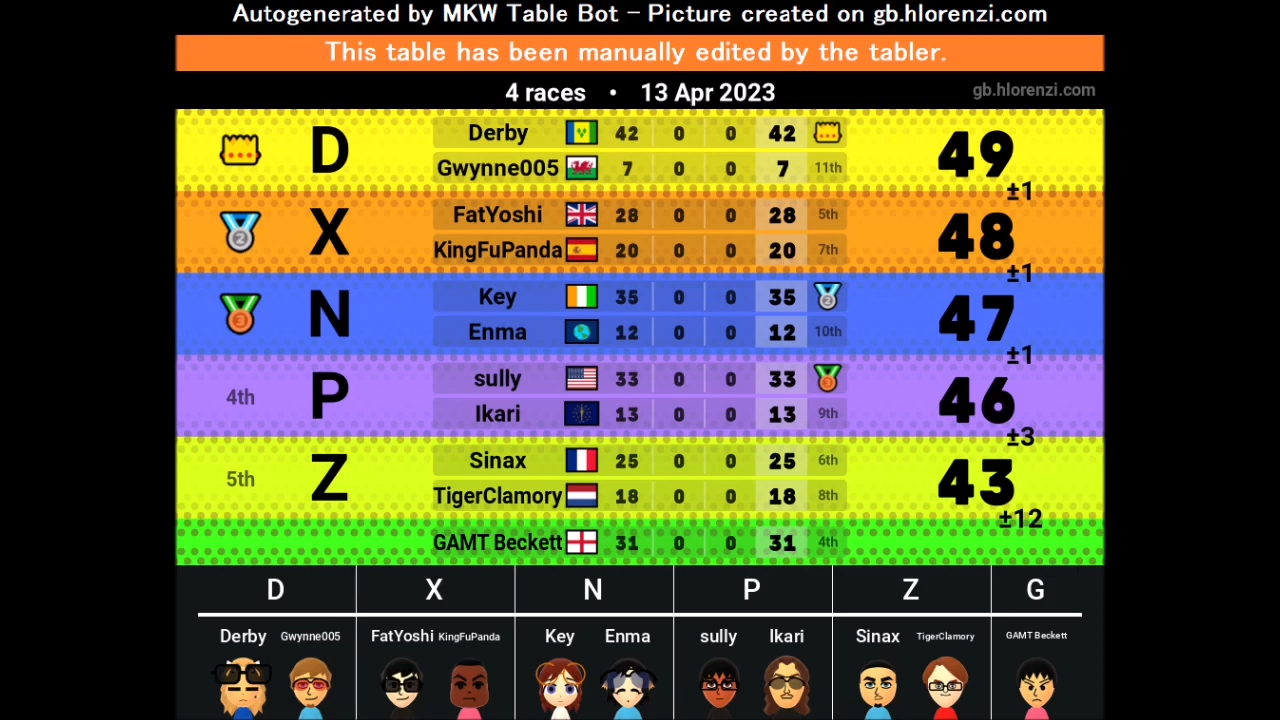 Autogenerated by MKW Table Bot - Picture created on gb.hlorenzi.com
This table has been manually edited by the tabler.
4 races • 13 Apr 2023 gb.hlorenzi.com
D Derby 42 0 0 42 49
Gwynne005 7 0 0 7 11th
±1
2 X FatYoshi 28 0 0 28 5th 48
KingFuPanda 20 0 0 20 7th
±1
3 N Key 35 0 0 35 2 47
Enma 12 0 0 12 10th
±1
4th P sully 33 0 0 33 3 46
Ikari 13 0 0 13 9th
±3
5th Z Sinax 25 0 0 25 6th 43
TigerClamory 18 0 0 18 8th
±12
GAMT Beckett 31 0 0 31 4th
D X N P Z G
Derby Gwynne005 FatYoshi KingFuPanda Key Enma sully Ikari Sinax TigerClamory GAMT Beckett